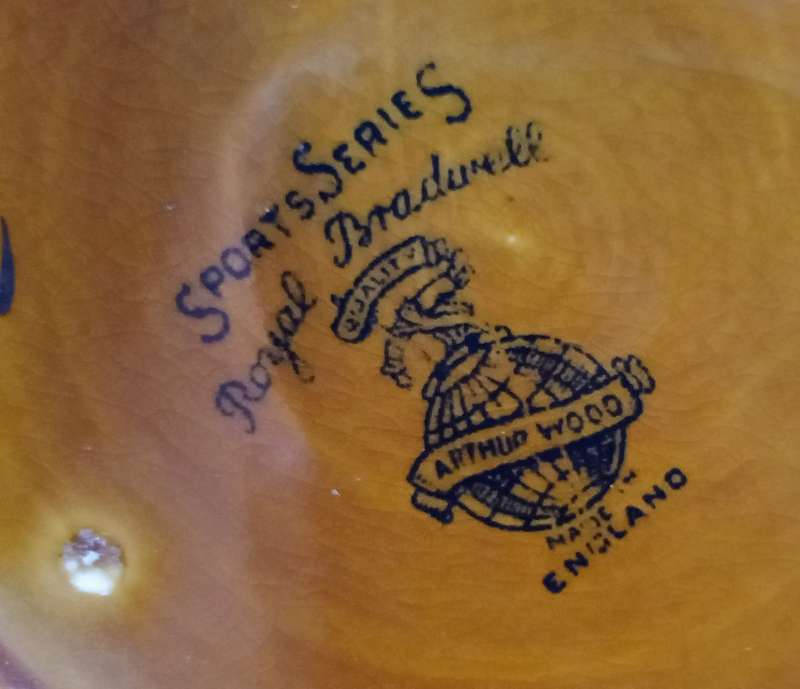 SPORTS SERIES
Royal Bradwell
QUALITY
ARTHUR WOOD
MADE IN
ENGLAND